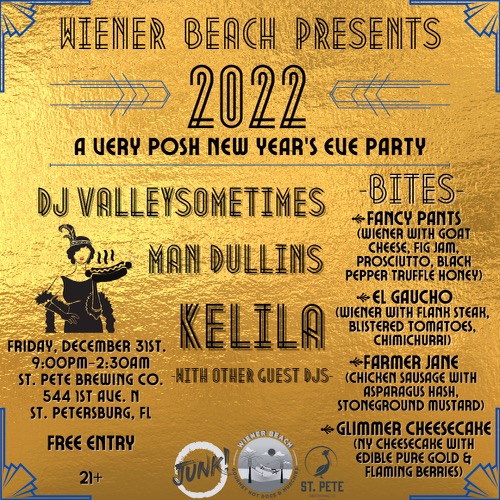 WIENER BEACH PRESENTS
2022
A VERY POSH NEW YEAR'S EVE PARTY
DJ VALLEYSOMETIMES
MAN DULLINS
KELILA
-WITH OTHER GUEST DJS-
FRIDAY, DECEMBER 31ST.
9:00PM-2:30AM
ST. PETE BREWING CO.
544 1ST AVE. N
ST. PETERSBURG, FL
FREE ENTRY
21+
-BITES-
FANCY PANTS
(WIENER WITH GOAT
CHEESE, FIG JAM,
PROSCIUTTO, BLACK
PEPPER TRUFFLE HONEY)
EL GAUCHO
(WIENER WITH FLANK STEAK,
BLISTERED TOMATOES,
CHIMICHURRI)
FARMER JANE
(CHICKEN SAUSAGE WITH
ASPARAGUS HASH,
STONEGROUND MUSTARD)
GLIMMER CHEESECAKE
(NY CHEESECAKE WITH
EDIBLE PURE GOLD &
FLAMING BERRIES)
JUNK!
WIENER BEACH
ST. PETE